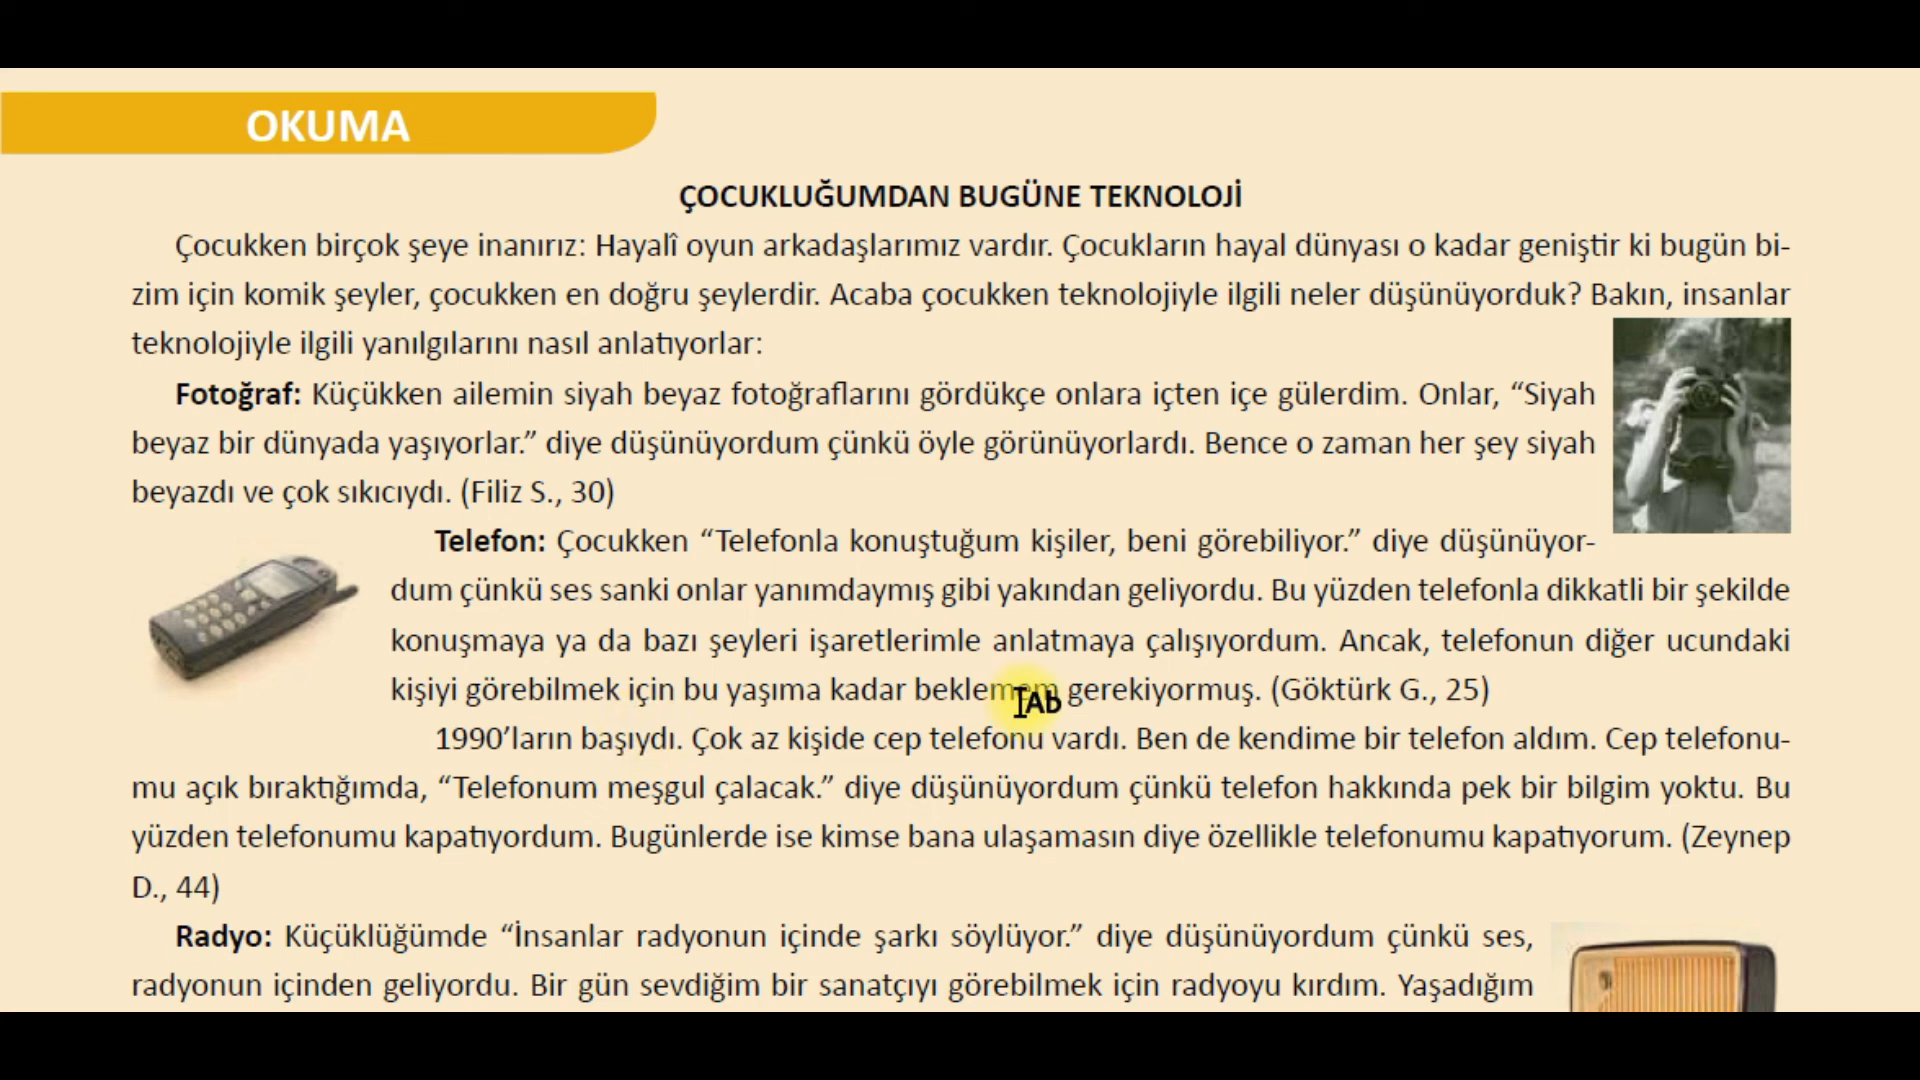 OKUMA
ÇOCUKLUĞUMDAN BUGÜNE TEKNOLOJİ
Çocukken birçok şeye inanırız: Hayalî oyun arkadaşlarımız vardır. Çocukların hayal dünyası o kadar geniştir ki bugün bi-
zim için komik şeyler, çocukken en doğru şeylerdir. Acaba çocukken teknolojiyle ilgili neler düşünüyorduk? Bakın, insanlar
teknolojiyle ilgili yanılgılarını nasıl anlatıyorlar:
Fotoğraf: Küçükken ailemin siyah beyaz fotoğraflarını gördükçe onlara içten içe gülerdim. Onlar, “Siyah
beyaz bir dünyada yaşıyorlar.” diye düşünüyordum çünkü öyle görünüyorlardı. Bence o zaman her şey siyah
beyazdı ve çok sıkıcıydı. (Filiz S., 30)
Telefon: Çocukken “Telefonla konuştuğum kişiler, beni görebiliyor.” diye düşünüyor-
dum çünkü ses sanki onlar yanımdaymış gibi yakından geliyordu. Bu yüzden telefonla dikkatli bir şekilde
konuşmaya ya da bazı şeyleri işaretlerimle anlatmaya çalışıyordum. Ancak, telefonun diğer ucundaki
kişiyi görebilmek için bu yaşıma kadar beklemem gerekiyormuş. (Göktürk G., 25)
Ab
1990’ların başıydı. Çok az kişide cep telefonu vardı. Ben de kendime bir telefon aldım. Cep telefonu-
mu açık bıraktığımda, “Telefonum meşgul çalacak.” diye düşünüyordum çünkü telefon hakkında pek bir bilgim yoktu. Bu
yüzden telefonumu kapatıyordum. Bugünlerde ise kimse bana ulaşamasın diye özellikle telefonumu kapatıyorum. (Zeynep
D., 44)
Radyo: Küçüklüğümde “İnsanlar radyonun içinde şarkı söylüyor.” diye düşünüyordum çünkü ses,
radyonun içinden geliyordu. Bir gün sevdiğim bir sanatçıyı görebilmek için radyoyu kırdım. Yaşadığım